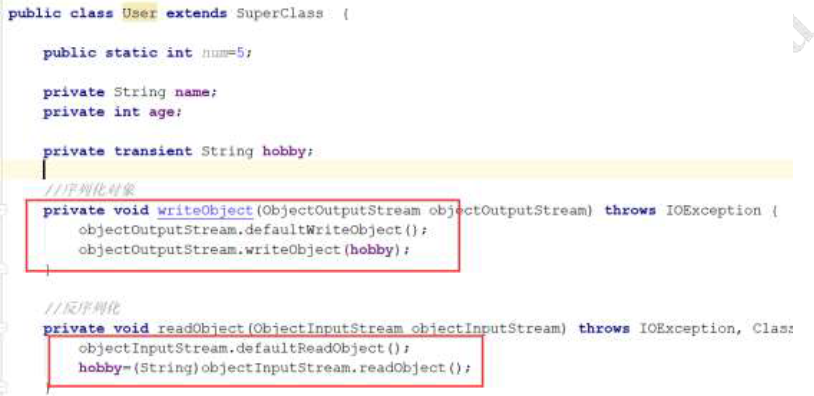 public class User extends SuperClass {
public static int num=5;
private String name;
private int age;
private transient String hobby;
//序列化对象
private void writeObject(ObjectOutputStream objectOutputStream) throws IOException {
objectOutputStream.defaultWriteObject();
objectOutputStream.writeObject(hobby);
}
//反序列化
private void readObject(ObjectInputStream objectInputStream) throws IOException, Clas
objectInputStream.defaultReadObject();
hobby=(String)objectInputStream.readObject();
}